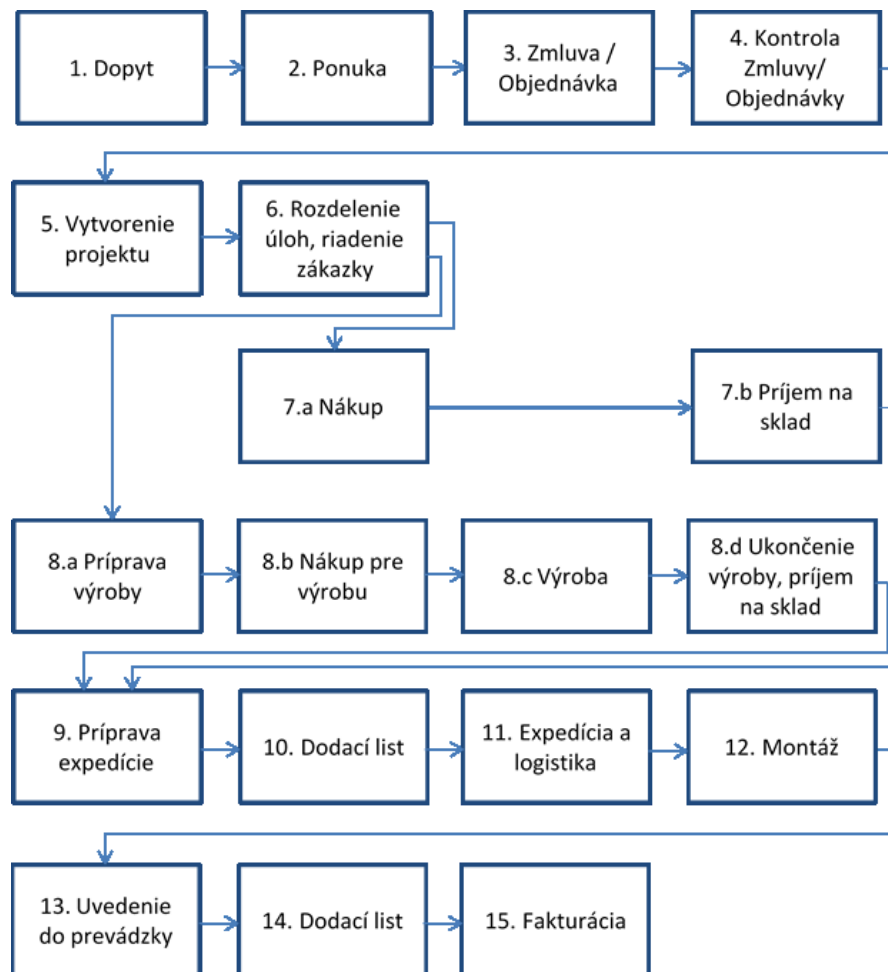 1. Dopyt
2. Ponuka
3. Zmluva /
Objednávka
4. Kontrola
Zmluvy/
Objednávky
5. Vytvorenie
projektu
6. Rozdelenie
úloh, riadenie
zákazky
7.a Nákup
7.b Príjem na
sklad
8.a Príprava
výroby
8.b Nákup pre
výrobu
8.c Výroba
8.d Ukončenie
výroby, príjem
na sklad
9. Príprava
expedície
10. Dodací list
11. Expedícia a
logistika
12. Montáž
13. Uvedenie
do prevádzky
14. Dodací list
15. Fakturácia